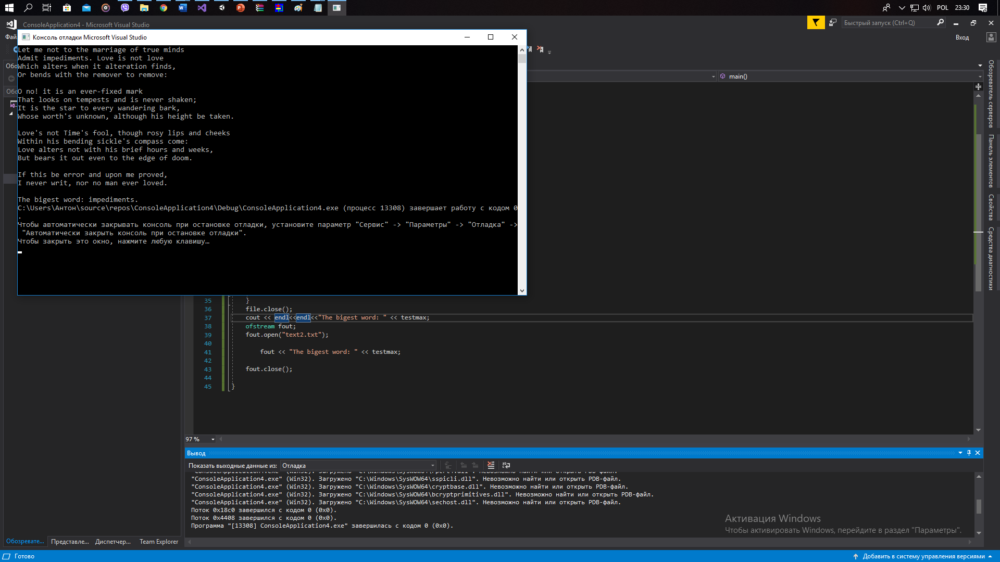 POL 23:30
ConsoleApplication4 - Microsoft Visual Studio
Быстрый запуск (Ctrl+Q)
Вход
Консоль отладки Microsoft Visual Studio
Let me not to the marriage of true minds
Admit impediments. Love is not love
Which alters when it alteration finds,
Or bends with the remover to remove:
O no! it is an ever-fixed mark
That looks on tempests and is never shaken;
It is the star to every wandering bark,
Whose worth's unknown, although his height be taken.
Love's not Time's fool, though rosy lips and cheeks
Within his bending sickle's compass come:
Love alters not with his brief hours and weeks,
But bears it out even to the edge of doom.
If this be error and upon me proved,
I never writ, nor no man ever loved.
The bigest word: impediments.
C:\Users\Антон\source\repos\ConsoleApplication4\Debug\ConsoleApplication4.exe (процесс 13308) завершает работу с кодом 0
.
Чтобы автоматически закрывать консоль при остановке отладки, установите параметр "Сервис" -> "Параметры" -> "Отладка" ->
"Автоматически закрыть консоль при остановке отладки".
Чтобы закрыть это окно, нажмите любую клавишу…
main()
Обозреватель серверов
Панель элементов
Свойства
Средства диагностики
35 }
36 file.close();
37 cout << endl<<endl<<"The bigest word: " << testmax;
38 ofstream fout;
39 fout.open("text2.txt");
40
41 fout << "The bigest word: " << testmax;
42
43 fout.close();
44
45 }
97 %
Вывод
Показать выходные данные из: Отладка
"ConsoleApplication4.exe" (Win32). Загружено "C:\Windows\SysWOW64\sspicli.dll". Невозможно найти или открыть PDB-файл.
"ConsoleApplication4.exe" (Win32). Загружено "C:\Windows\SysWOW64\cryptbase.dll". Невозможно найти или открыть PDB-файл.
"ConsoleApplication4.exe" (Win32). Загружено "C:\Windows\SysWOW64\bcryptprimitives.dll". Невозможно найти или открыть PDB-файл.
"ConsoleApplication4.exe" (Win32). Загружено "C:\Windows\SysWOW64\sechost.dll". Невозможно найти или открыть PDB-файл.
Поток 0x18c0 завершился с кодом 0 (0x0).
Поток 0x4408 завершился с кодом 0 (0x0).
Программа "[13308] ConsoleApplication4.exe" завершилась с кодом 0 (0x0).
Активация Windows
Чтобы активировать Windows, перейдите в раздел "Параметры".
Обозревате... Представле... Диспетчер... Team Explorer
Готово
Добавить в систему управления версиями